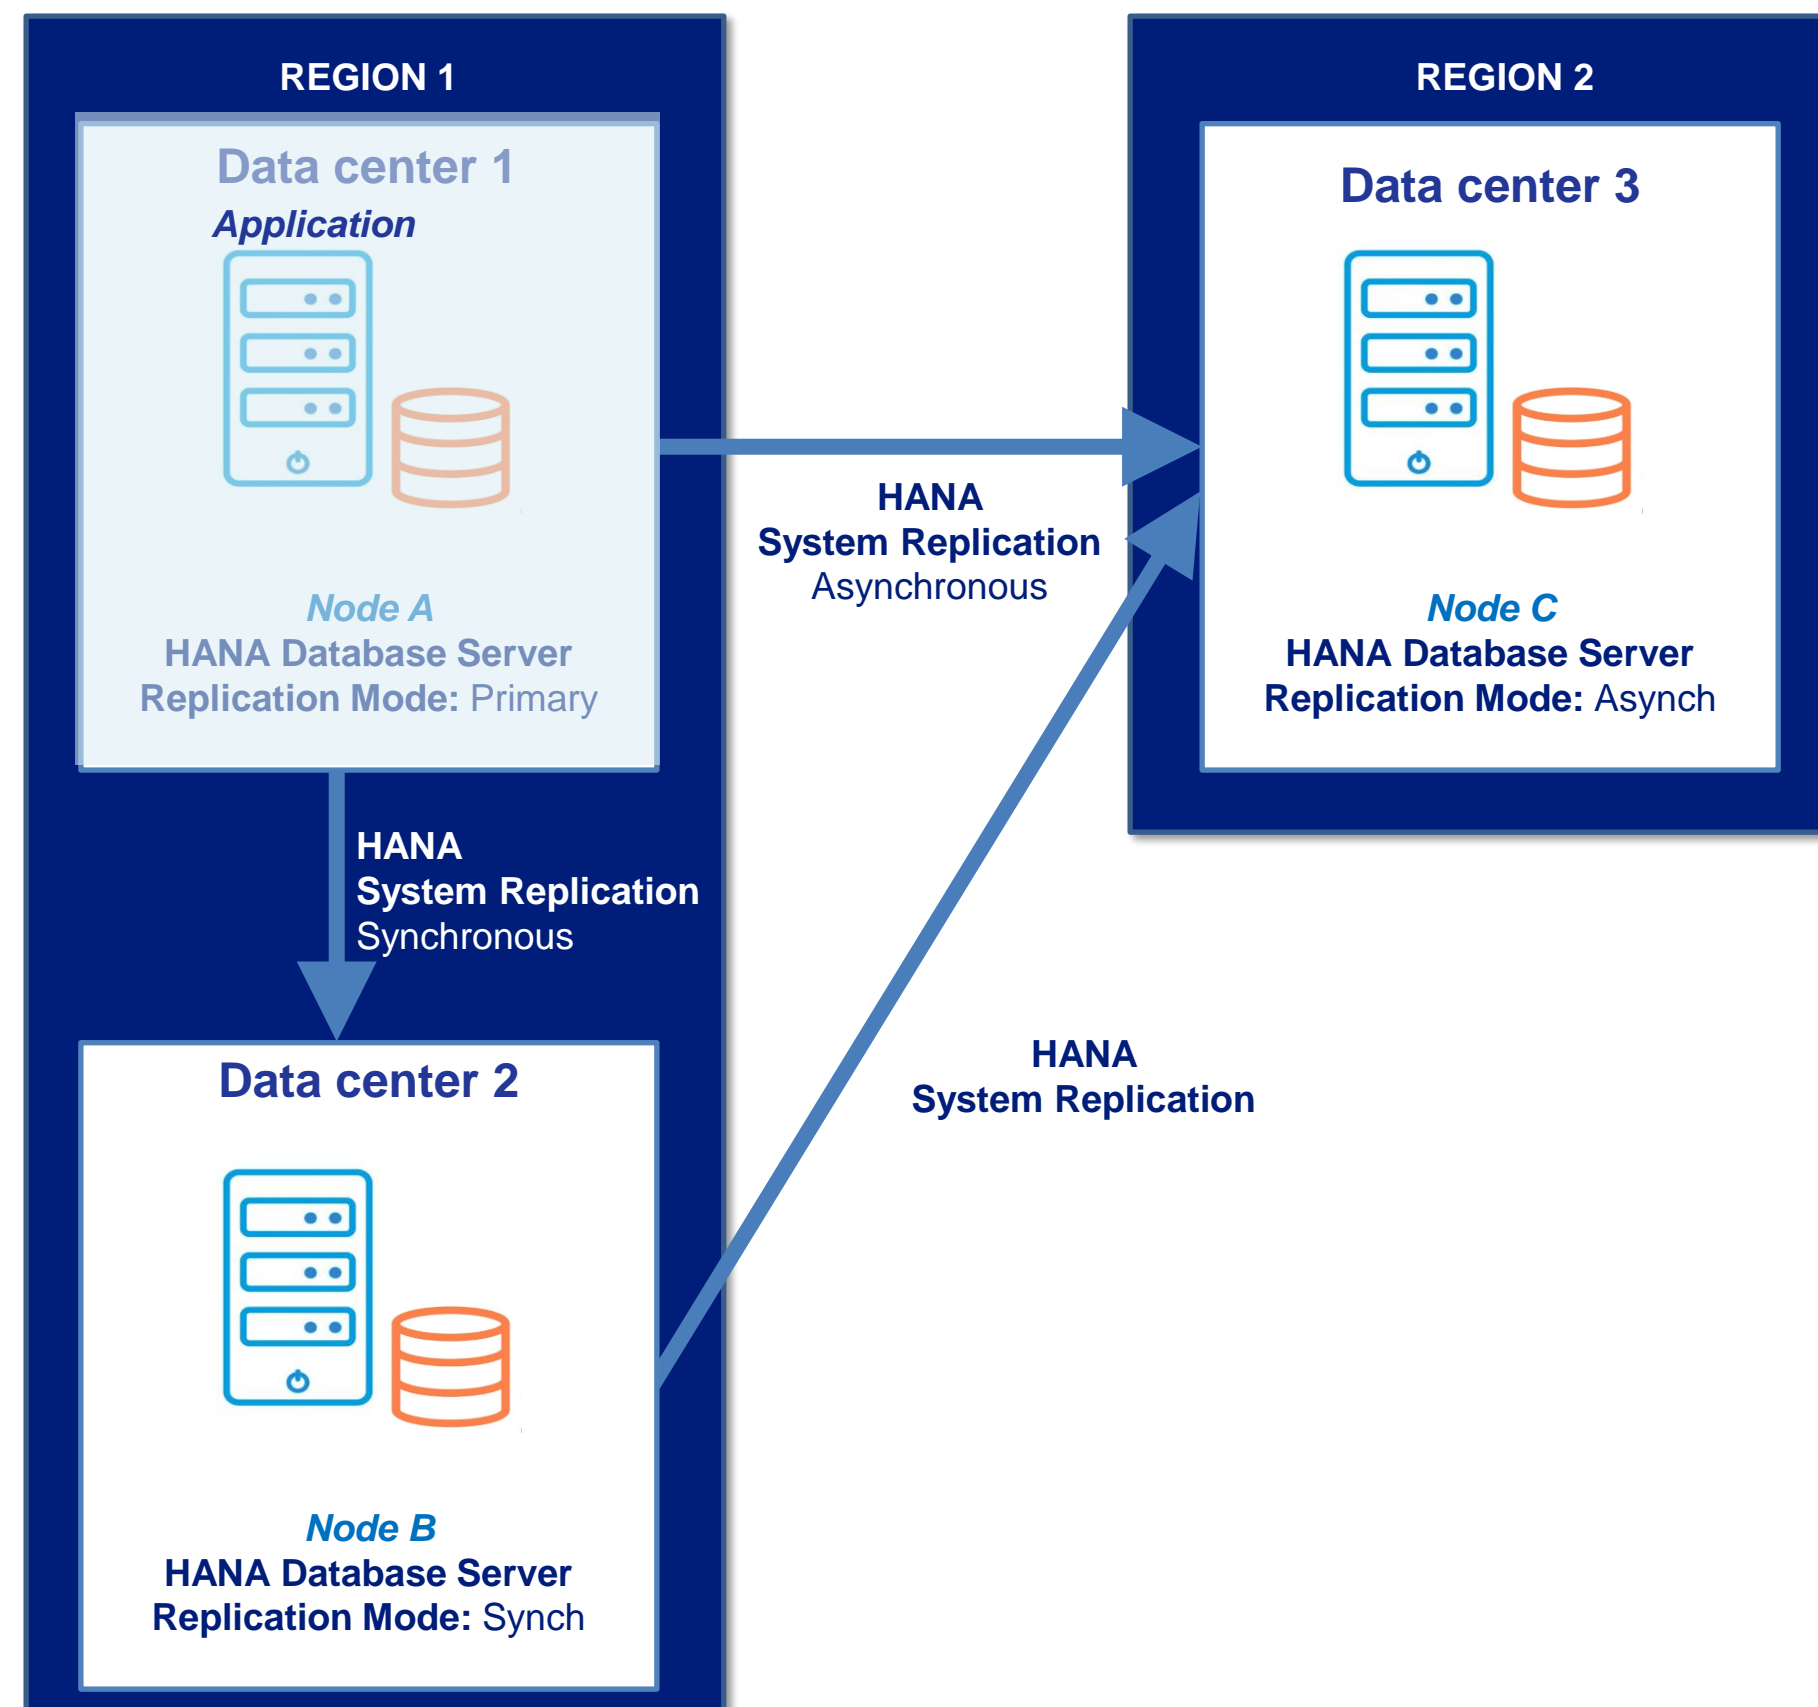 REGION 1
Data center 1
Application
Node A
HANA Database Server
Replication Mode: Primary
HANA
System Replication
Synchronous
Data center 2
Node B
HANA Database Server
Replication Mode: Synch
HANA
System Replication
Asynchronous
HANA
System Replication
REGION 2
Data center 3
Node C
HANA Database Server
Replication Mode: Asynch